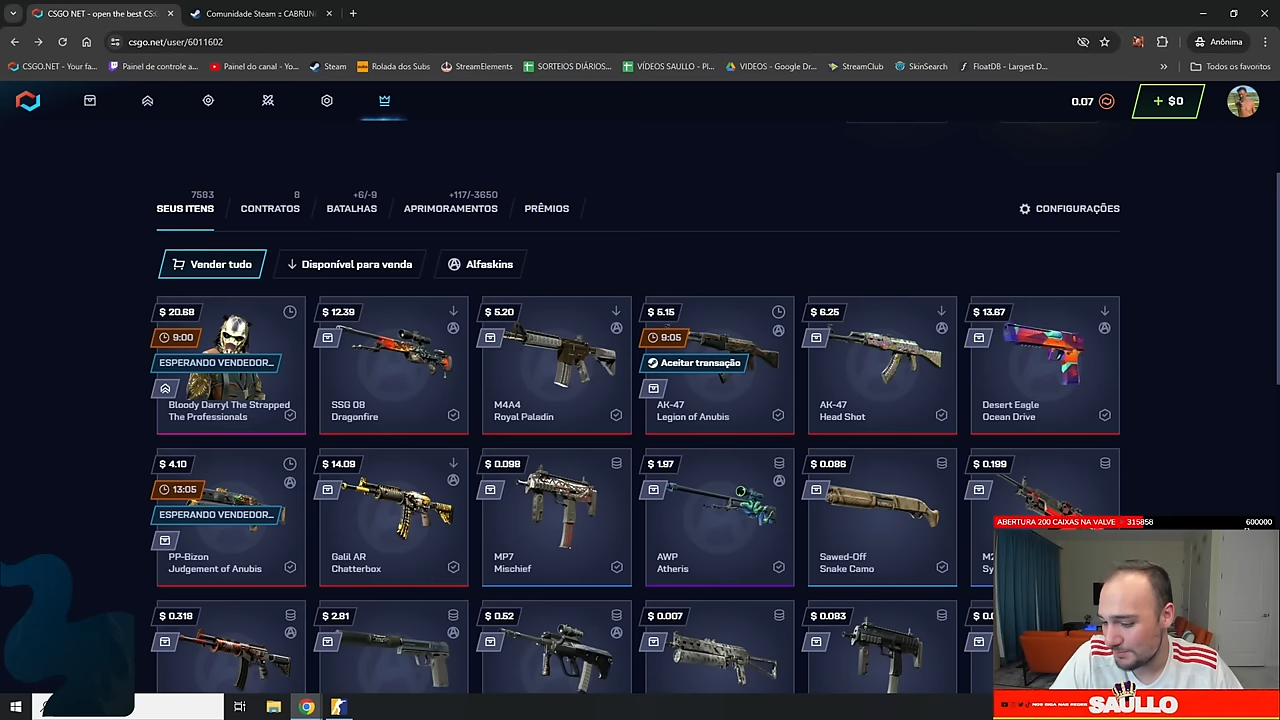 CSGO NET - open the best CS:
Comunidade Steam :: CABRUN
csgo.net/user/6011602
Anônima
CSGO.NET - Your fa...
Painel de controle a...
Painel do canal - Yo...
Steam
Rolada dos Subs
StreamElements
SORTEIOS DIÁRIOS...
VÍDEOS SAULLO - Pl...
VIDEOS - Google Dr...
StreamClub
SkinSearch
FloatDB - Largest D...
Todos os favoritos
0.07
+ $0
7583
8
+6/-9
+117/-3650
SEUS ITENS
CONTRATOS
BATALHAS
APRIMORAMENTOS
PRÊMIOS
CONFIGURAÇÕES
Vender tudo
Disponível para venda
Alfaskins
$ 20.68
9:00
ESPERANDO VENDEDOR...
Bloody Darryl The Strapped
The Professionals
$ 12.39
SSG 08
Dragonfire
$ 5.20
M4A4
Royal Paladin
$ 5.15
9:05
Aceitar transação
AK-47
Legion of Anubis
$ 6.25
AK-47
Head Shot
$ 13.87
Desert Eagle
Ocean Drive
$ 4.10
13:05
ESPERANDO VENDEDOR...
PP-Bizon
Judgement of Anubis
$ 14.09
Galil AR
Chatterbox
$ 0.098
MP7
Mischief
$ 1.97
AWP
Atheris
$ 0.086
Sawed-Off
Snake Camo
$ 0.199
ABERTURA 200 CAIXAS NA VALVE
315858
600000
$ 0.318
$ 2.81
$ 0.52
$ 0.007
$ 0.083
NOS SIGA NAS REDES
SAULLO